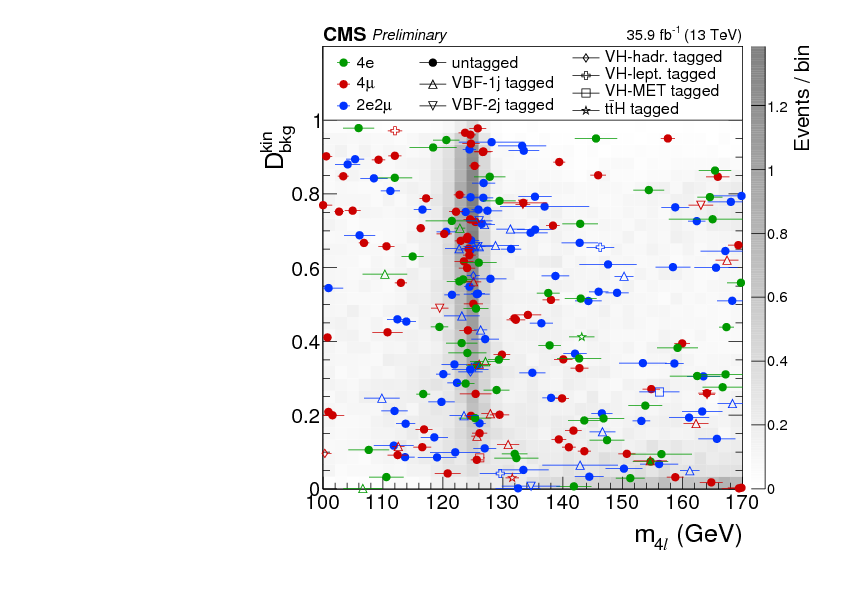 CMS Preliminary 35.9 fb⁻¹ (13 TeV)
4e
4μ
2e2μ
untagged
VBF-1j tagged
VBF-2j tagged
VH-hadr. tagged
VH-lept. tagged
VH-MET tagged
tt̄H tagged
D^kin_bkg
1
0.8
0.6
0.4
0.2
0
100 110 120 130 140 150 160 170
m_4l (GeV)
Events / bin
1.2
1
0.8
0.6
0.4
0.2
0